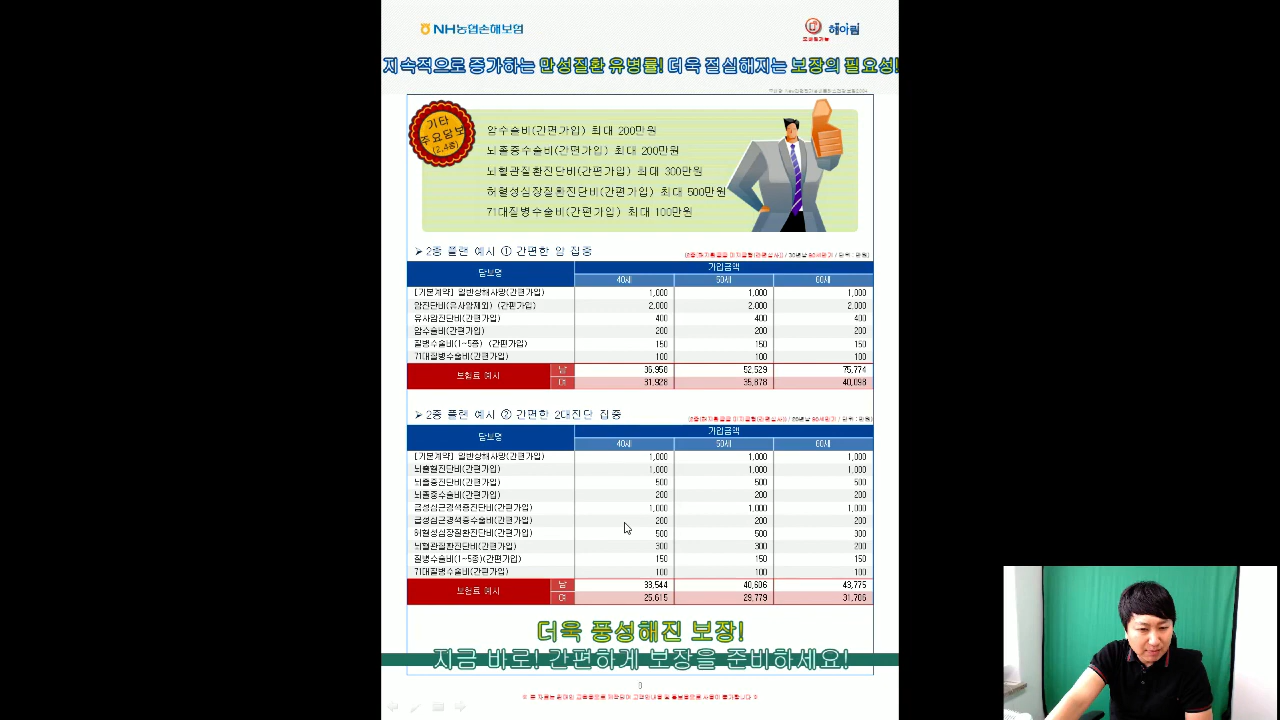 NH농협손해보험
해아림
지속적으로 증가하는 만성질환 유병률! 더욱 절실해지는 보장의 필요성!
기타
주요담보
(2,4종)
암수술비(간편가입) 최대 200만원
뇌졸중수술비(간편가입) 최대 200만원
뇌혈관질환진단비(간편가입) 최대 300만원
허혈성심장질환진단비(간편가입) 최대 500만원
71대질병수술비(간편가입) 최대 100만원
➤ 2종 플랜 예시 ① 간편한 암 집중
담보명 가입금액
40세 50세 60세
[기본계약] 일반상해사망(간편가입) 1,000 1,000 1,000
암진단비(유사암제외) (간편가입) 2,000 2,000 2,000
유사암진단비(간편가입) 400 400 400
암수술비(간편가입) 200 200 200
질병수술비(1~5종) (간편가입) 150 150 150
71대질병수술비(간편가입) 100 100 100
보험료 예시 남 36,958 52,529 75,774
여 31,928 35,878 40,098
➤ 2종 플랜 예시 ② 간편한 2대진단 집중
담보명 가입금액
40세 50세 60세
[기본계약] 일반상해사망(간편가입) 1,000 1,000 1,000
뇌출혈진단비(간편가입) 1,000 1,000 1,000
뇌졸중진단비(간편가입) 500 500 500
뇌졸중수술비(간편가입) 200 200 200
급성심근경색증진단비(간편가입) 1,000 1,000 1,000
급성심근경색증수술비(간편가입) 200 200 200
허혈성심장질환진단비(간편가입) 500 500 300
뇌혈관질환진단비(간편가입) 300 300 200
질병수술비(1~5종)(간편가입) 150 150 150
71대질병수술비(간편가입) 100 100 100
보험료 예시 남 33,544 40,606 43,775
여 25,615 29,779 31,706
더욱 풍성해진 보장!
지금 바로! 간편하게 보장을 준비하세요!